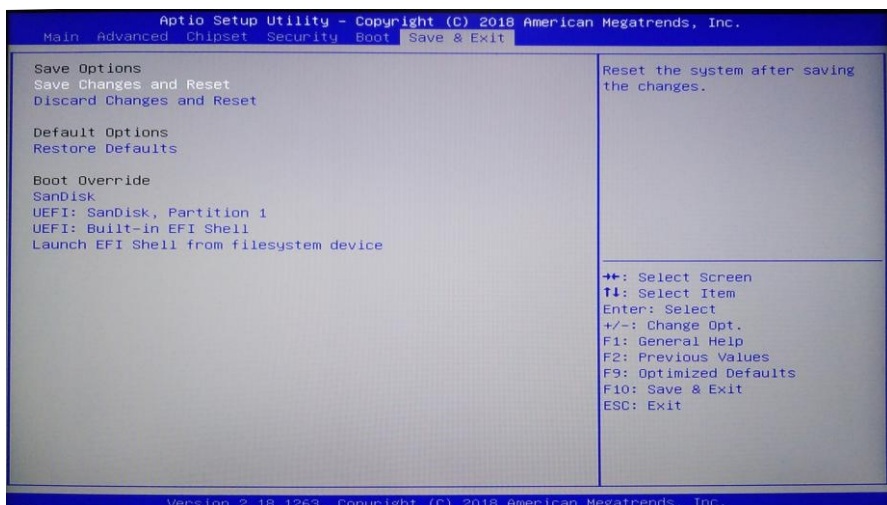 Aptio Setup Utility – Copyright (C) 2018 American Megatrends, Inc.
Main Advanced Chipset Security Boot Save & Exit
Save Options
Save Changes and Reset
Discard Changes and Reset
Default Options
Restore Defaults
Boot Override
SanDisk
UEFI: SanDisk, Partition 1
UEFI: Built-in EFI Shell
Launch EFI Shell from filesystem device
Reset the system after saving
the changes.
→←: Select Screen
↑↓: Select Item
Enter: Select
+/-: Change Opt.
F1: General Help
F2: Previous Values
F9: Optimized Defaults
F10: Save & Exit
ESC: Exit
Version 2.18.1263. Copyright (C) 2018 American Megatrends, Inc.